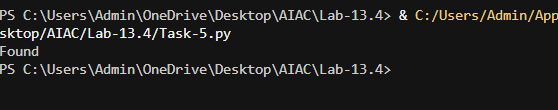 PS C:\Users\Admin\OneDrive\Desktop\AIAC\Lab-13.4> & C:/Users/Admin/App
sktop/AIAC/Lab-13.4/Task-5.py
Found
PS C:\Users\Admin\OneDrive\Desktop\AIAC\Lab-13.4>